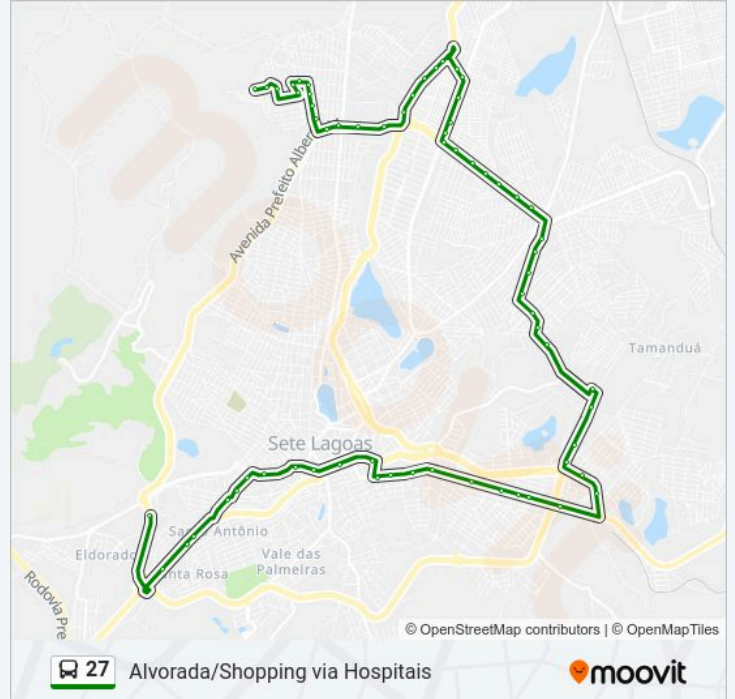 Avenida Prefeito Alber
Tamanduá
Sete Lagoas
Santo Antônio
Eldorado
Santa Rosa
Vale das
Palmeiras
Rodovia Pre
© OpenStreetMap contributors | © OpenMapTiles
27 Alvorada/Shopping via Hospitais
moovit